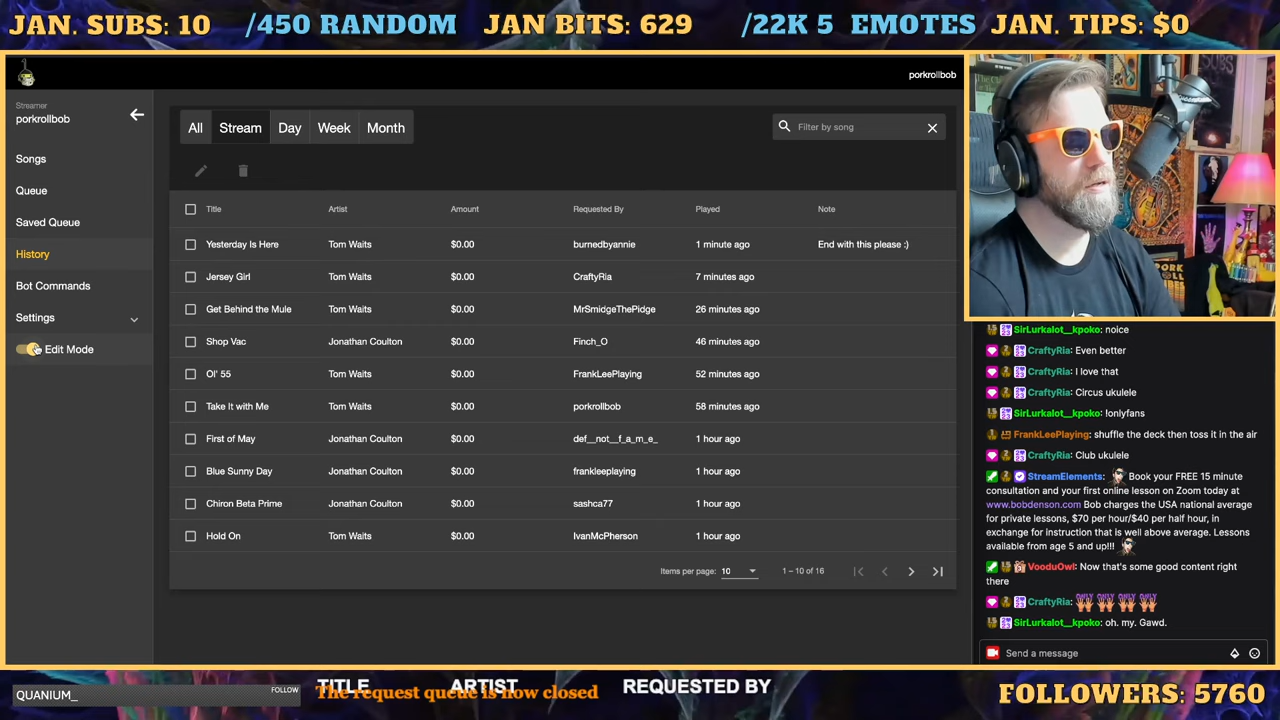 JAN. SUBS: 10 /450 RANDOM JAN BITS: 629 /22K 5 EMOTES JAN. TIPS: $0
porkrollbob
Streamer
porkrollbob
Songs
Queue
Saved Queue
History
Bot Commands
Settings
Edit Mode
All Stream Day Week Month
Filter by song
Title Artist Amount Requested By Played Note
Yesterday Is Here Tom Waits $0.00 burnedbyannie 1 minute ago End with this please :)
Jersey Girl Tom Waits $0.00 CraftyRia 7 minutes ago
Get Behind the Mule Tom Waits $0.00 MrSmidgeThePidge 26 minutes ago
Shop Vac Jonathan Coulton $0.00 Finch_O 46 minutes ago
Ol' 55 Tom Waits $0.00 FrankLeePlaying 52 minutes ago
Take It with Me Tom Waits $0.00 porkrollbob 58 minutes ago
First of May Jonathan Coulton $0.00 def__not__f_a_m_e_ 1 hour ago
Blue Sunny Day Jonathan Coulton $0.00 frankleeplaying 1 hour ago
Chiron Beta Prime Jonathan Coulton $0.00 sashca77 1 hour ago
Hold On Tom Waits $0.00 IvanMcPherson 1 hour ago
Items per page: 10 1 – 10 of 16
SirLurkalot__kpoko: noice
CraftyRia: Even better
CraftyRia: I love that
CraftyRia: Circus ukulele
SirLurkalot__kpoko: !onlyfans
FrankLeePlaying: shuffle the deck then toss it in the air
CraftyRia: Club ukulele
StreamElements: Book your FREE 15 minute
consultation and your first online lesson on Zoom today at
www.bobdenson.com Bob charges the USA national average
for private lessons, $70 per hour/$40 per half hour, in
exchange for instruction that is well above average. Lessons
available from age 5 and up!!!
VooduOwl: Now that's some good content right
there
CraftyRia:
SirLurkalot__kpoko: oh. my. Gawd.
Send a message
QUANIUM_ FOLLOW
TITLE ARTIST REQUESTED BY
The request queue is now closed
FOLLOWERS: 5760